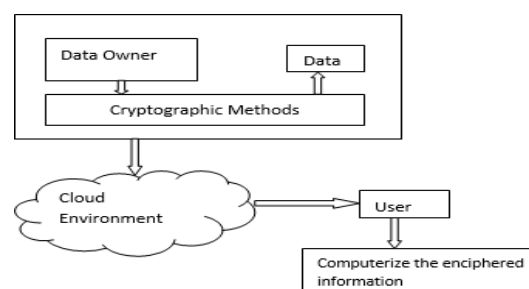 Data Owner
Data
Cryptographic Methods
Cloud
Environment
User
Computerize the enciphered
information